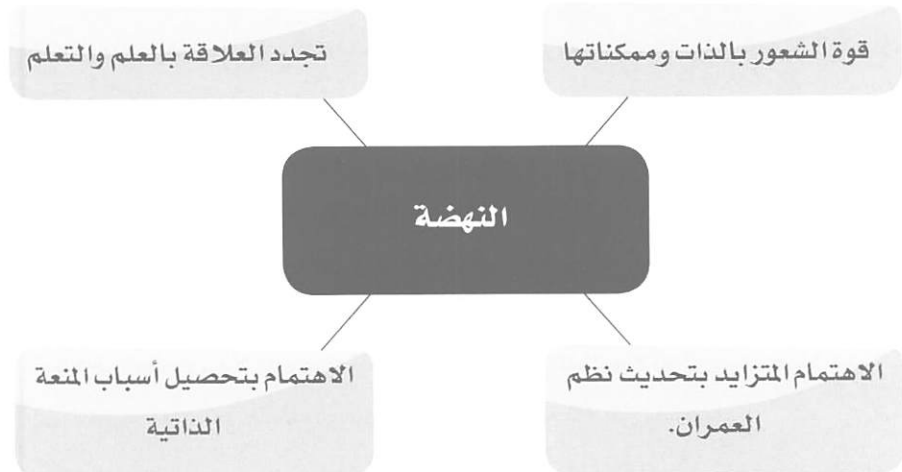 قوة الشعور بالذات وممكناتها
تجدد العلاقة بالعلم والتعلم
النهضة
الاهتمام المتزايد بتحديث نظم
العمران.
الاهتمام بتحصيل أسباب المنعة
الذاتية